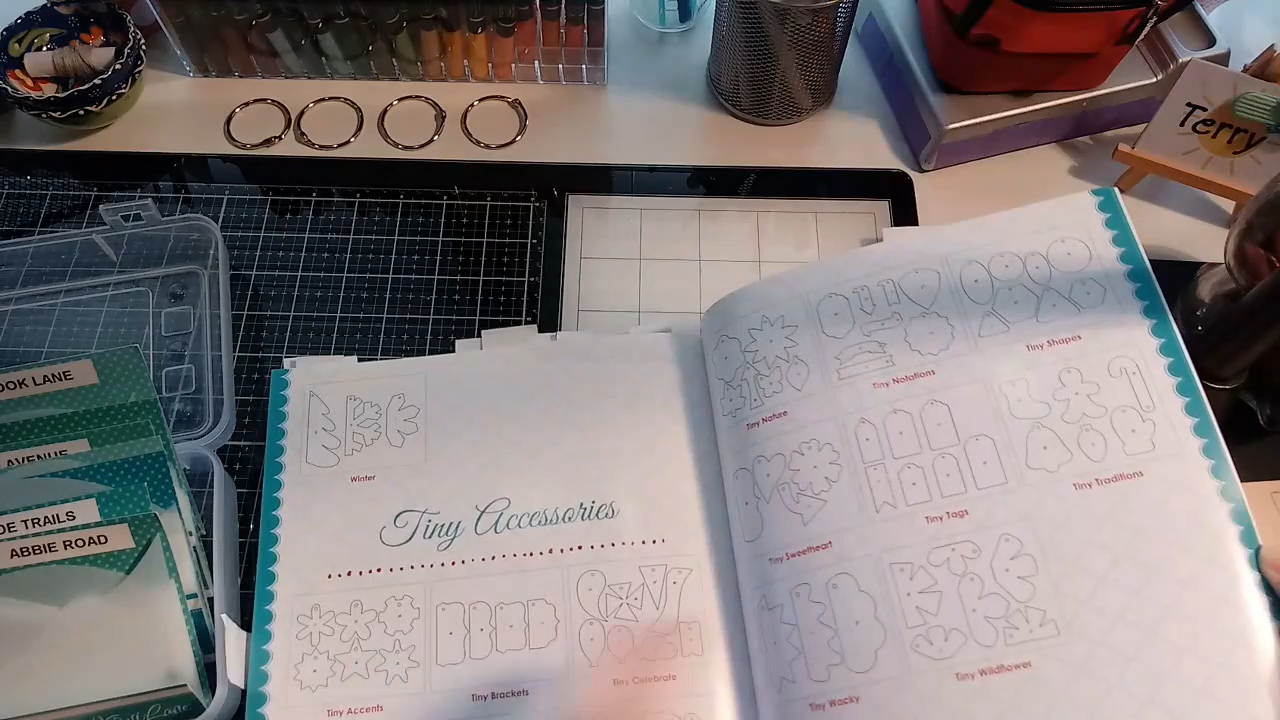 Terry
OOK LANE
AVENUE
DE TRAILS
ABBIE ROAD
Winter
Tiny Accessories
Tiny Accents
Tiny Brackets
Tiny Celebrate
Tiny Nature
Tiny Notations
Tiny Shapes
Tiny Sweetheart
Tiny Tags
Tiny Traditions
Tiny Wacky
Tiny Wildflower